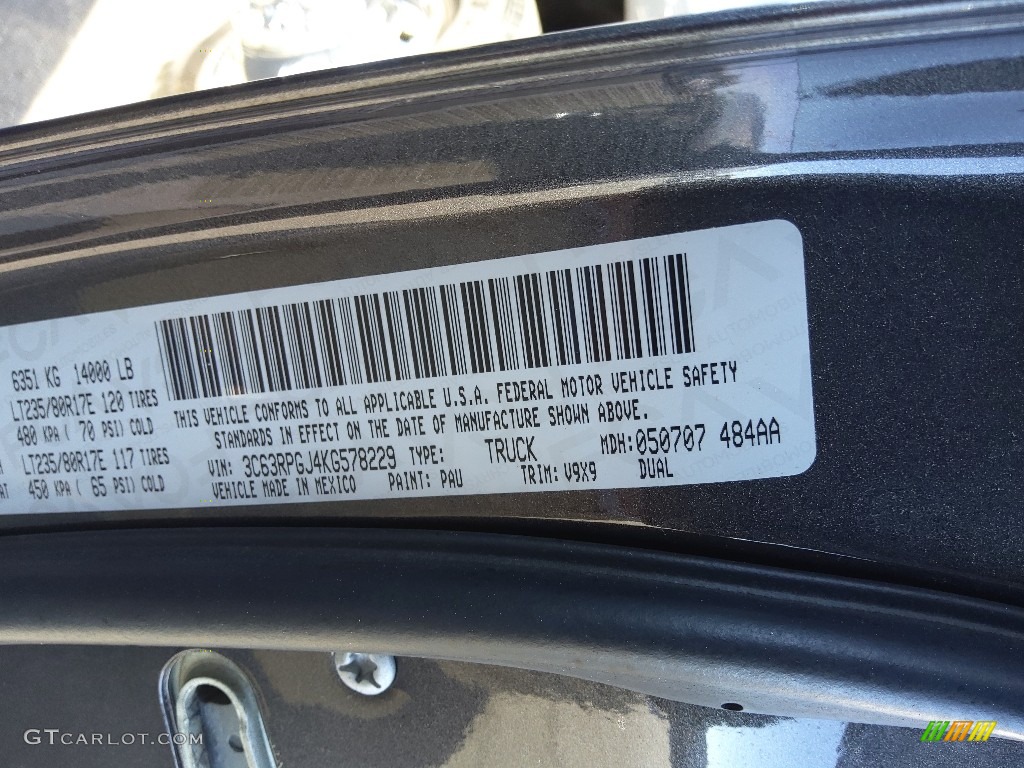 6351 KG 14000 LB
LT235/80R17E 120 TIRES
480 KPA ( 70 PSI) COLD
LT235/80R17E 117 TIRES
450 KPA ( 65 PSI) COLD
THIS VEHICLE CONFORMS TO ALL APPLICABLE U.S.A. FEDERAL MOTOR VEHICLE SAFETY
STANDARDS IN EFFECT ON THE DATE OF MANUFACTURE SHOWN ABOVE.
VIN: 3C63RPGJ4KG578229 TYPE: TRUCK MDH:050707 484AA
VEHICLE MADE IN MEXICO PAINT: PAU TRIM: V9X9 DUAL
GTCARLOT.COM